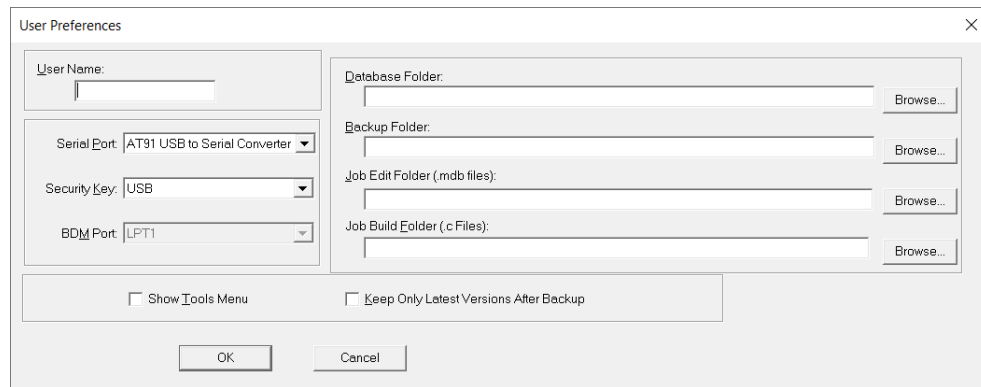 User Preferences
User Name:
Serial Port: AT91 USB to Serial Converter
Security Key: USB
BDM Port: LPT1
Database Folder:
Browse...
Backup Folder:
Browse...
Job Edit Folder (.mdb files):
Browse...
Job Build Folder (.c Files):
Browse...
Show Tools Menu
Keep Only Latest Versions After Backup
OK
Cancel